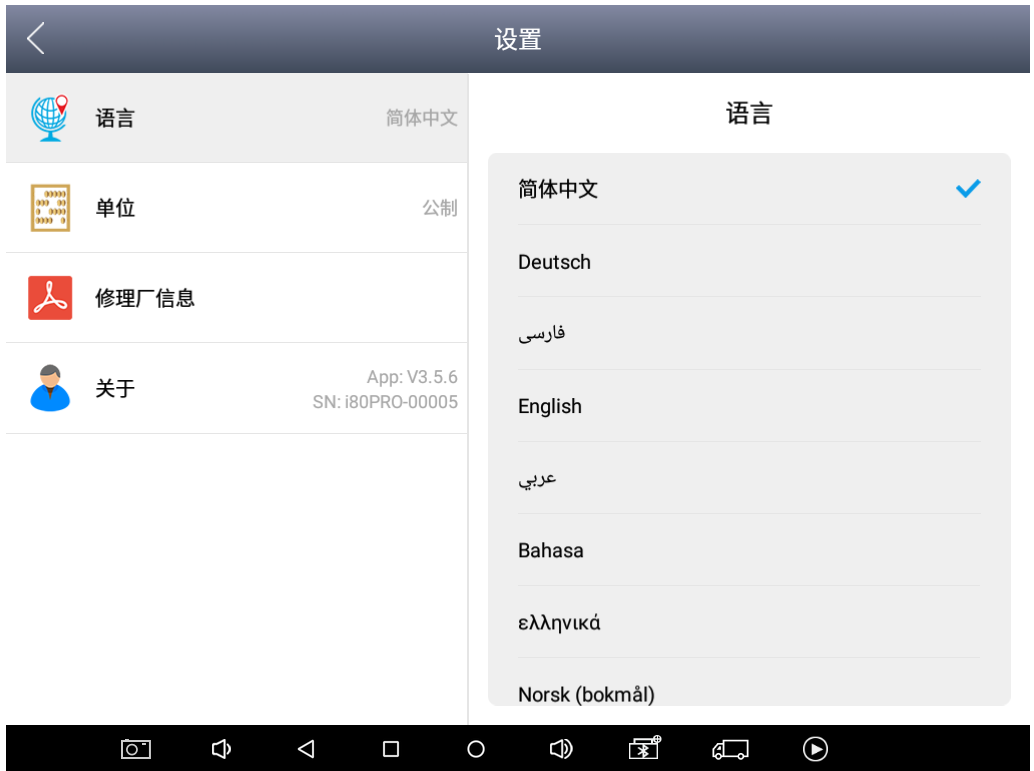 设置
语言
简体中文
单位
公制
修理厂信息
关于
App: V3.5.6
SN: i80PRO-00005
语言
简体中文
Deutsch
فارسی
English
عربي
Bahasa
ελληνικά
Norsk (bokmål)